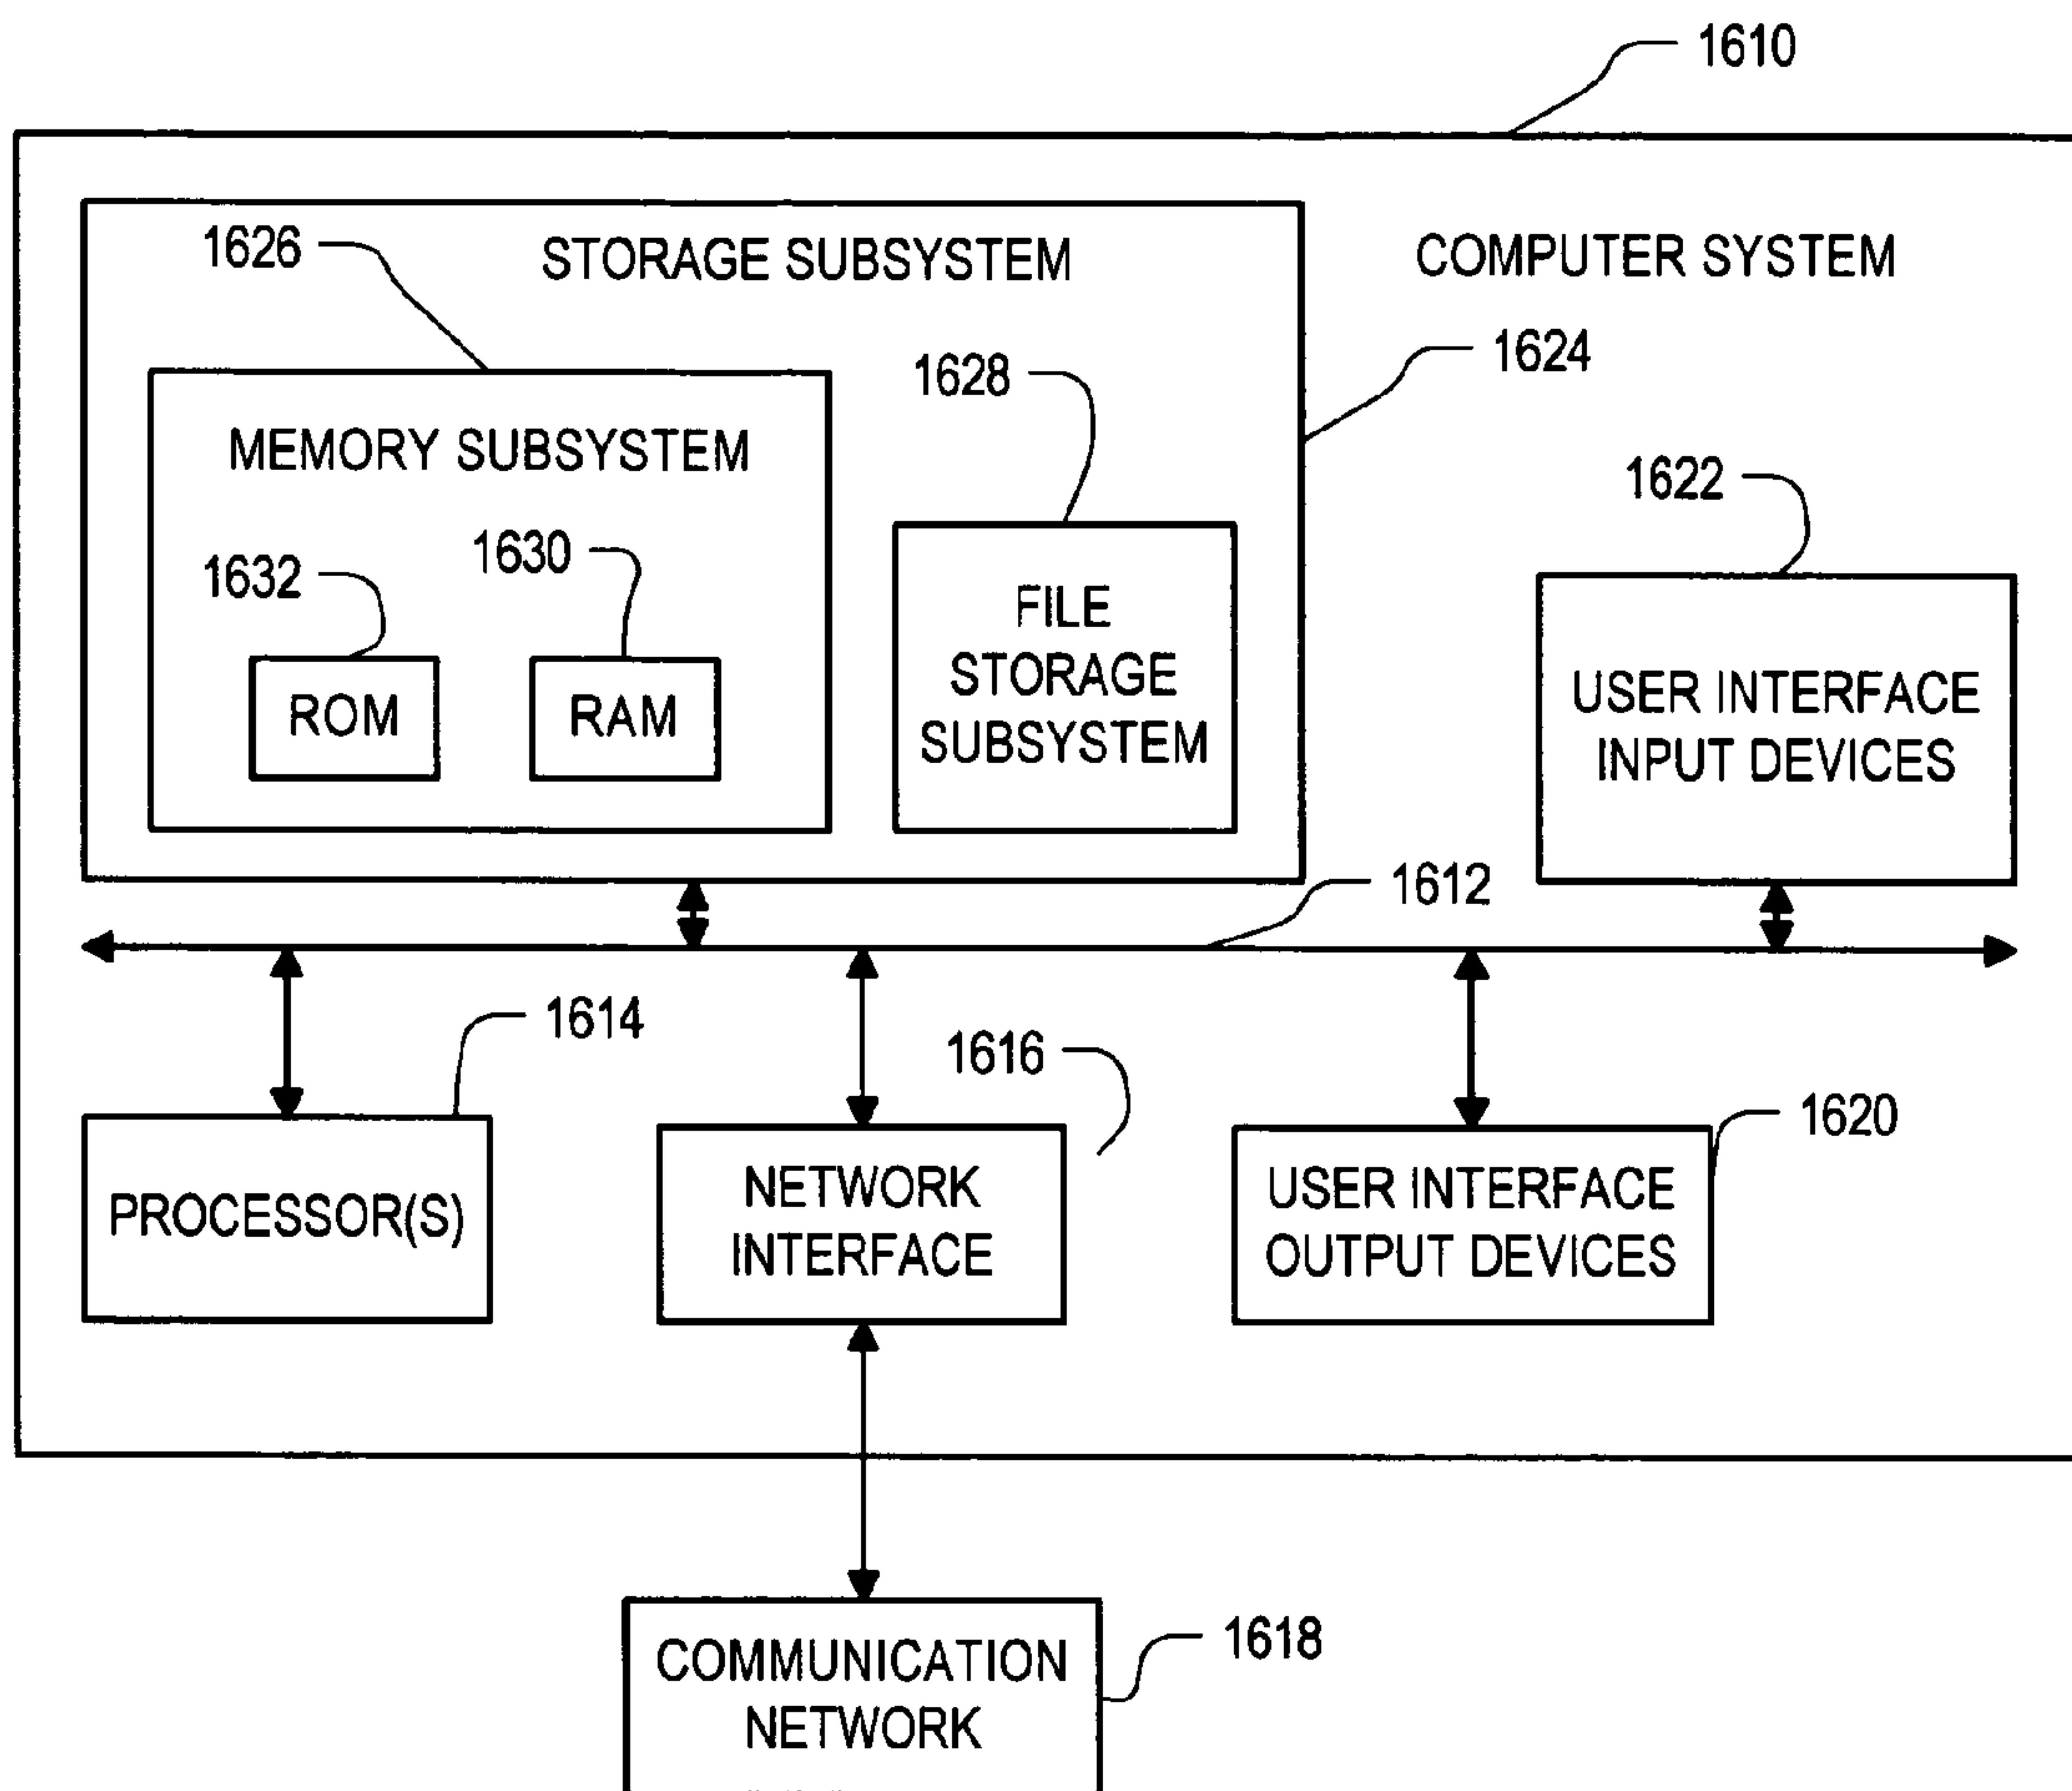 1610
1626
STORAGE SUBSYSTEM
COMPUTER SYSTEM
1624
1628
MEMORY SUBSYSTEM
1622
1632
1630
FILE
STORAGE
SUBSYSTEM
ROM
RAM
USER INTERFACE
INPUT DEVICES
1612
1614
1616
1620
PROCESSOR(S)
NETWORK
INTERFACE
USER INTERFACE
OUTPUT DEVICES
1618
COMMUNICATION
NETWORK